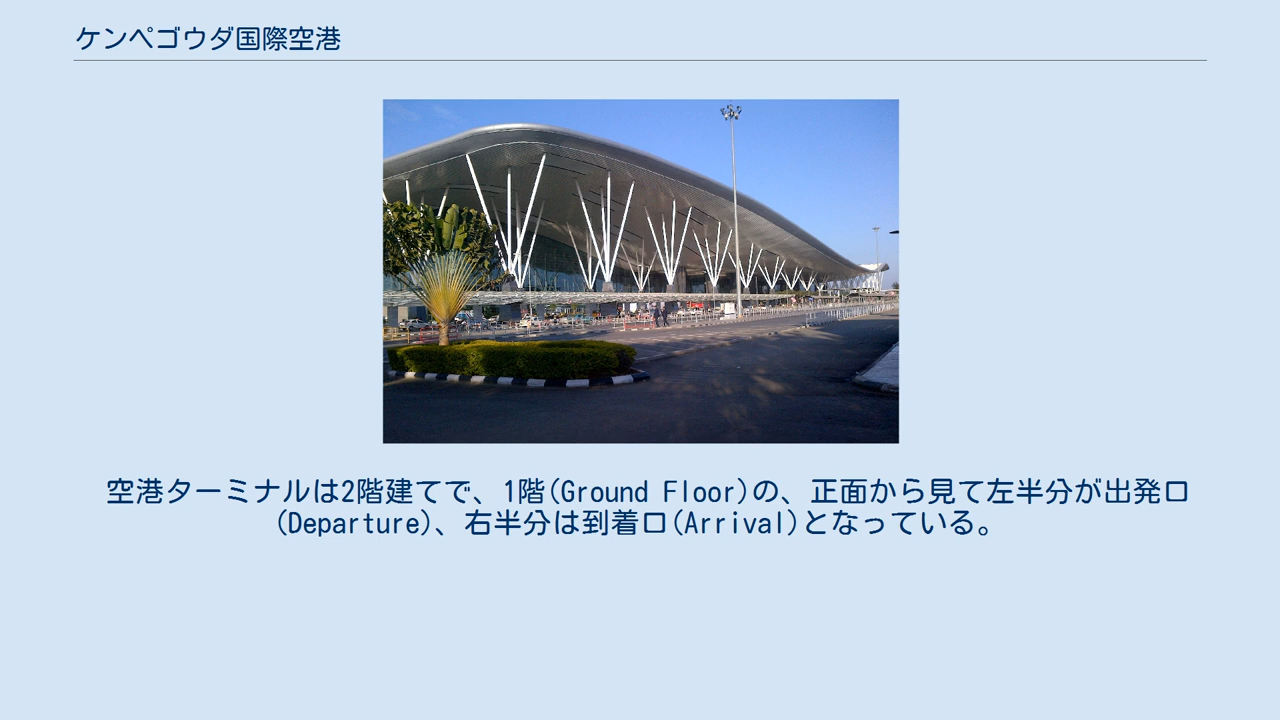 ケンペゴウダ国際空港
空港ターミナルは2階建てで、1階(Ground Floor)の、正面から見て左半分が出発口
(Departure)、右半分は到着口(Arrival)となっている。